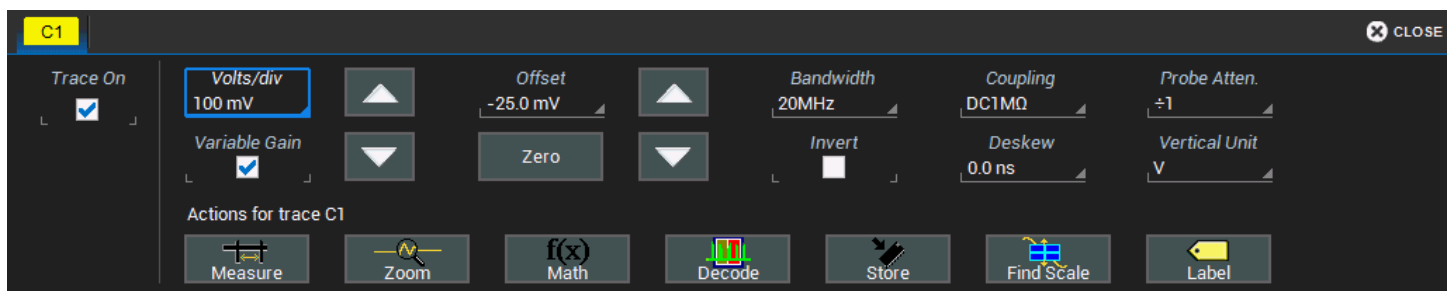 C1
CLOSE
Trace On
Volts/div
100 mV
Offset
-25.0 mV
Bandwidth
20MHz
Coupling
DC1MΩ
Probe Atten.
÷1
Variable Gain
Zero
Invert
Deskew
0.0 ns
Vertical Unit
V
Actions for trace C1
Measure
Zoom
f(x)
Math
Decode
Store
Find Scale
Label